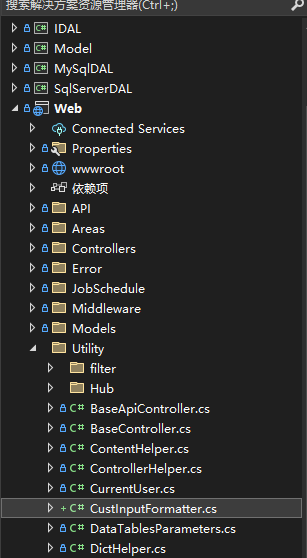 搜索解决方案资源管理器(Ctrl+;)
IDAL
Model
MySqlDAL
SqlServerDAL
Web
Connected Services
Properties
wwwroot
依赖项
API
Areas
Controllers
Error
JobSchedule
Middleware
Models
Utility
filter
Hub
BaseApiController.cs
BaseController.cs
ContentHelper.cs
ControllerHelper.cs
CurrentUser.cs
CustInputFormatter.cs
DataTablesParameters.cs
DictHelper.cs